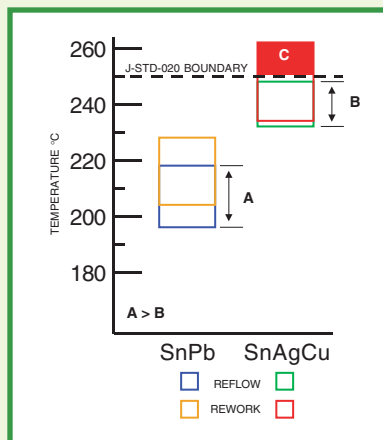 260
C
J-STD-020 BOUNDARY
240
B
220
A
200
180
TEMPERATURE °C
A > B
SnPb SnAgCu
REFLOW
REWORK